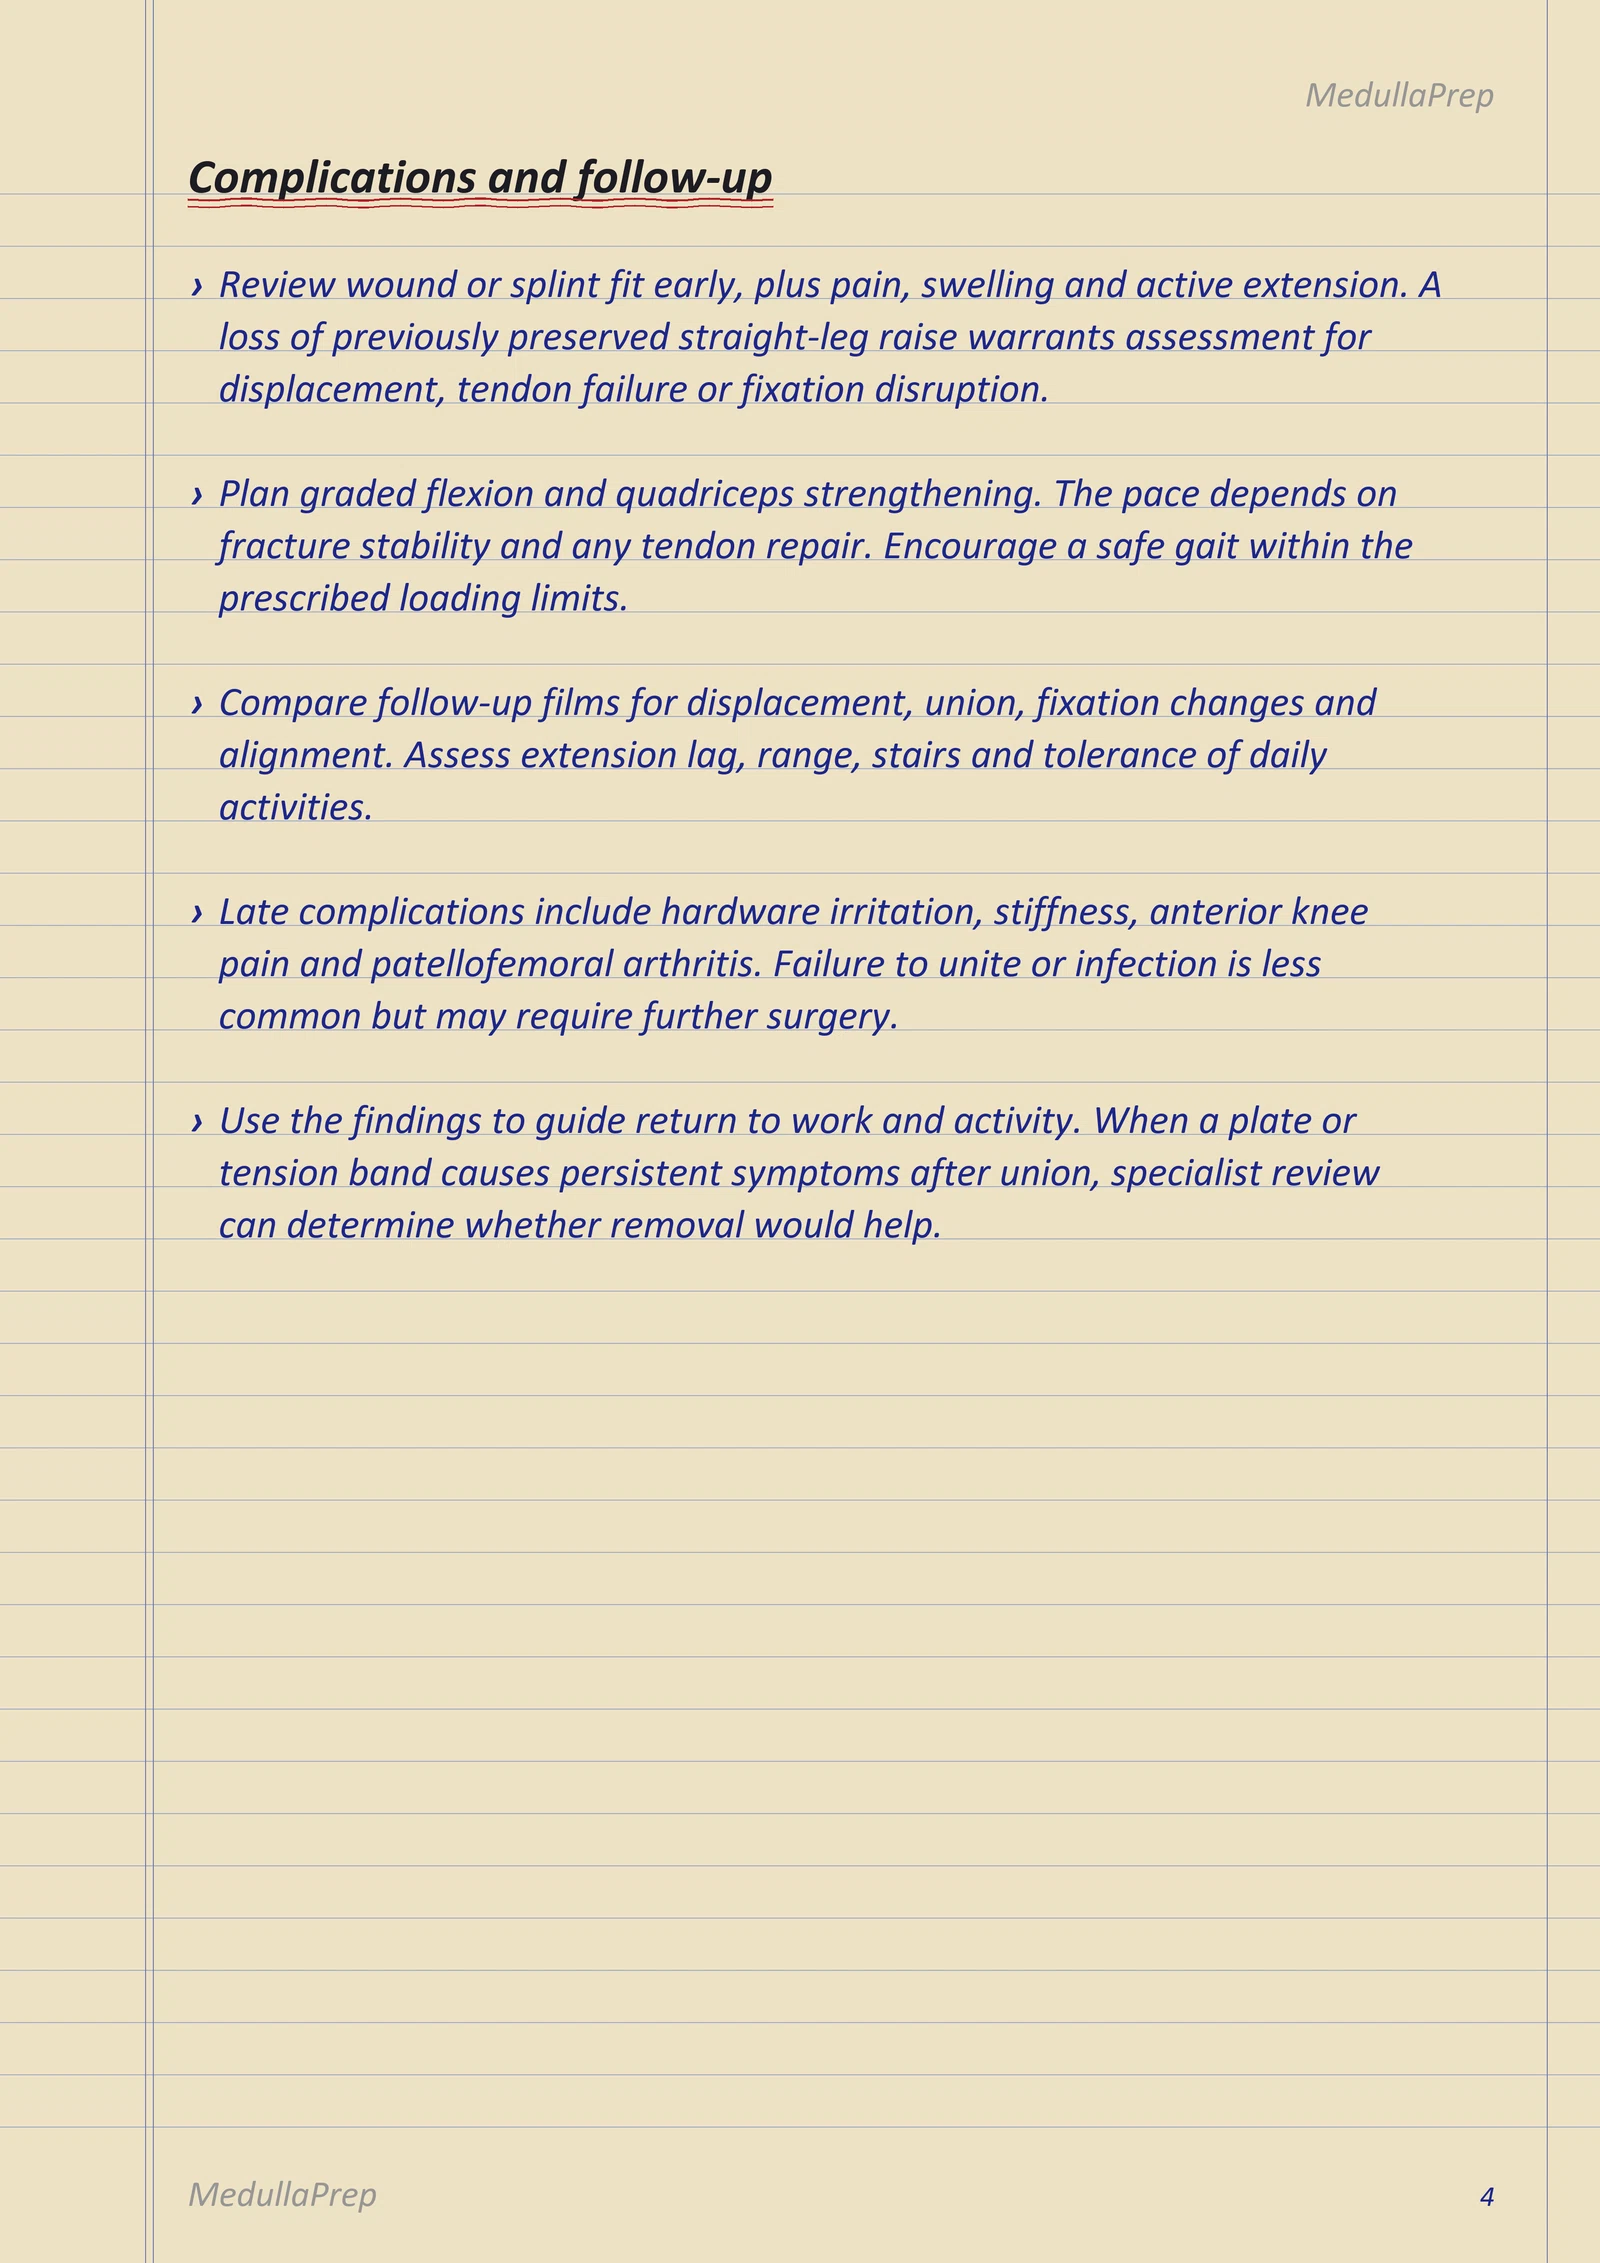 MedullaPrep
Complications and follow-up
› Review wound or splint fit early, plus pain, swelling and active extension. A
loss of previously preserved straight-leg raise warrants assessment for
displacement, tendon failure or fixation disruption.
› Plan graded flexion and quadriceps strengthening. The pace depends on
fracture stability and any tendon repair. Encourage a safe gait within the
prescribed loading limits.
› Compare follow-up films for displacement, union, fixation changes and
alignment. Assess extension lag, range, stairs and tolerance of daily
activities.
› Late complications include hardware irritation, stiffness, anterior knee
pain and patellofemoral arthritis. Failure to unite or infection is less
common but may require further surgery.
› Use the findings to guide return to work and activity. When a plate or
tension band causes persistent symptoms after union, specialist review
can determine whether removal would help.
MedullaPrep
4